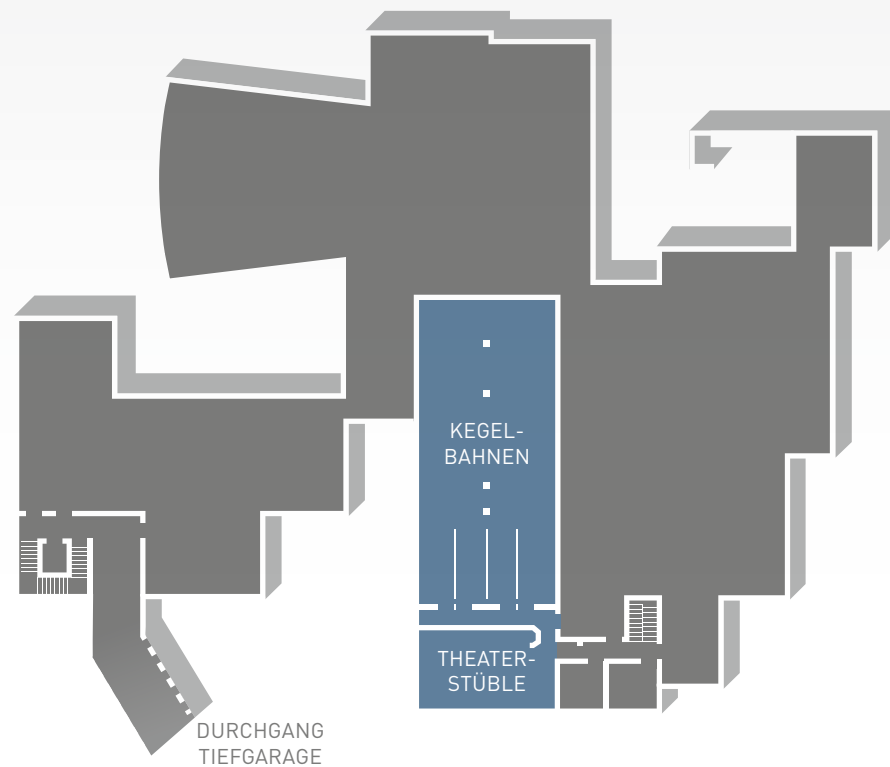 KEGEL-
BAHNEN
THEATER-
STÜBLE
DURCHGANG
TIEFGARAGE